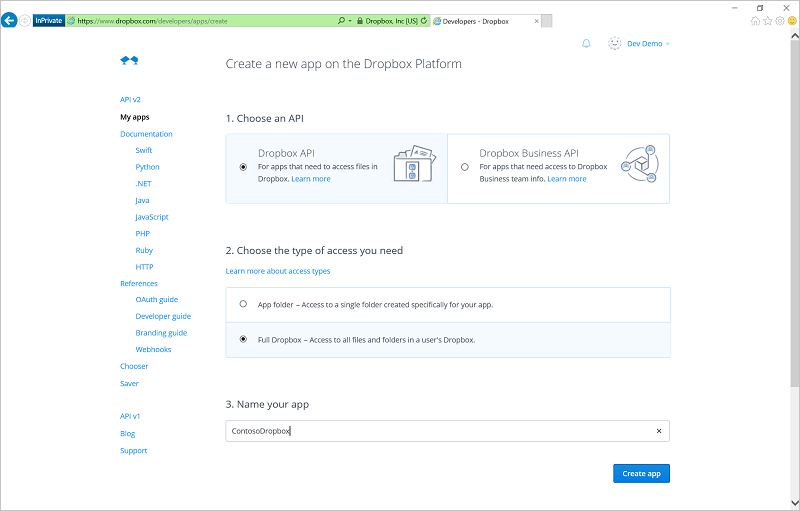 InPrivate
https://www.dropbox.com/developers/apps/create
Dropbox, Inc [US]
Developers - Dropbox
Dev Demo
Create a new app on the Dropbox Platform
API v2
My apps
Documentation
Swift
Python
.NET
Java
JavaScript
PHP
Ruby
HTTP
References
OAuth guide
Developer guide
Branding guide
Webhooks
Chooser
Saver
API v1
Blog
Support
1. Choose an API
Dropbox API
For apps that need to access files in
Dropbox. Learn more
Dropbox Business API
For apps that need access to Dropbox
Business team info. Learn more
2. Choose the type of access you need
Learn more about access types
App folder – Access to a single folder created specifically for your app.
Full Dropbox – Access to all files and folders in a user's Dropbox.
3. Name your app
ContosoDropbox
Create app